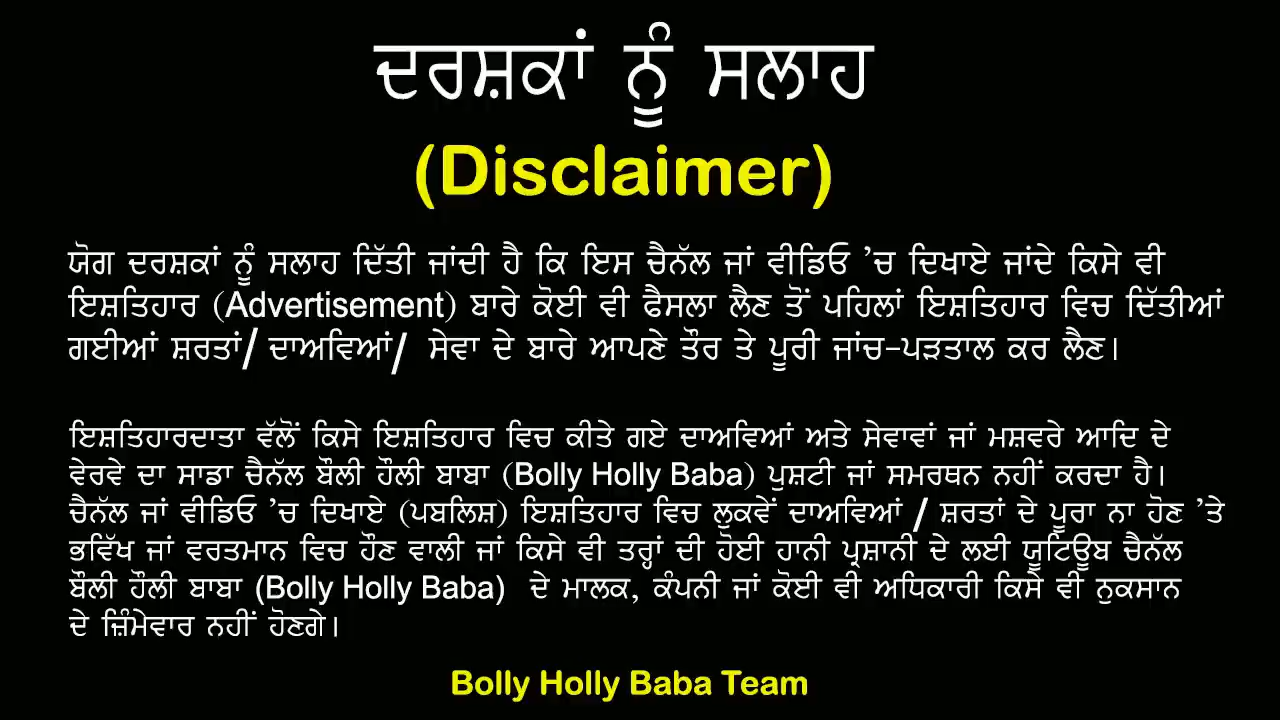 ਦਰਸ਼ਕਾਂ ਨੂੰ ਸਲਾਹ
(Disclaimer)
ਯੋਗ ਦਰਸ਼ਕਾਂ ਨੂੰ ਸਲਾਹ ਦਿੱਤੀ ਜਾਂਦੀ ਹੈ ਕਿ ਇਸ ਚੈਨੱਲ ਜਾਂ ਵੀਡਿਓ ’ਚ ਦਿਖਾਏ ਜਾਂਦੇ ਕਿਸੇ ਵੀ
ਇਸ਼ਤਿਹਾਰ (Advertisement) ਬਾਰੇ ਕੋਈ ਵੀ ਫੈਸਲਾ ਲੈਣ ਤੋਂ ਪਹਿਲਾਂ ਇਸ਼ਤਿਹਾਰ ਵਿਚ ਦਿੱਤੀਆਂ
ਗਈਆਂ ਸ਼ਰਤਾਂ/ ਦਾਅਵਿਆਂ/ ਸੇਵਾ ਦੇ ਬਾਰੇ ਆਪਣੇ ਤੌਰ ਤੇ ਪੂਰੀ ਜਾਂਚ-ਪੜਤਾਲ ਕਰ ਲੈਣ।
ਇਸ਼ਤਿਹਾਰਦਾਤਾ ਵੱਲੋਂ ਕਿਸੇ ਇਸ਼ਤਿਹਾਰ ਵਿਚ ਕੀਤੇ ਗਏ ਦਾਅਵਿਆਂ ਅਤੇ ਸੇਵਾਵਾਂ ਜਾਂ ਮਸ਼ਵਰੇ ਆਦਿ ਦੇ
ਵੇਰਵੇ ਦਾ ਸਾਡਾ ਚੈਨੱਲ ਬੌਲੀ ਹੌਲੀ ਬਾਬਾ (Bolly Holly Baba) ਪੁਸ਼ਟੀ ਜਾਂ ਸਮਰਥਨ ਨਹੀਂ ਕਰਦਾ ਹੈ।
ਚੈਨੱਲ ਜਾਂ ਵੀਡਿਓ ’ਚ ਦਿਖਾਏ (ਪਬਲਿਸ਼) ਇਸ਼ਤਿਹਾਰ ਵਿਚ ਲੁਕਵੇਂ ਦਾਅਵਿਆਂ / ਸ਼ਰਤਾਂ ਦੇ ਪੂਰਾ ਨਾ ਹੋਣ ’ਤੇ
ਭਵਿੱਖ ਜਾਂ ਵਰਤਮਾਨ ਵਿਚ ਹੌਣ ਵਾਲੀ ਜਾਂ ਕਿਸੇ ਵੀ ਤਰ੍ਹਾਂ ਦੀ ਹੋਈ ਹਾਨੀ ਪ੍ਰਸ਼ਾਨੀ ਦੇ ਲਈ ਯੂਟਿਊਬ ਚੈਨੱਲ
ਬੌਲੀ ਹੌਲੀ ਬਾਬਾ (Bolly Holly Baba) ਦੇ ਮਾਲਕ, ਕੰਪਨੀ ਜਾਂ ਕੋਈ ਵੀ ਅਧਿਕਾਰੀ ਕਿਸੇ ਵੀ ਨੁਕਸਾਨ
ਦੇ ਜ਼ਿੰਮੇਵਾਰ ਨਹੀਂ ਹੋਣਗੇ।
Bolly Holly Baba Team